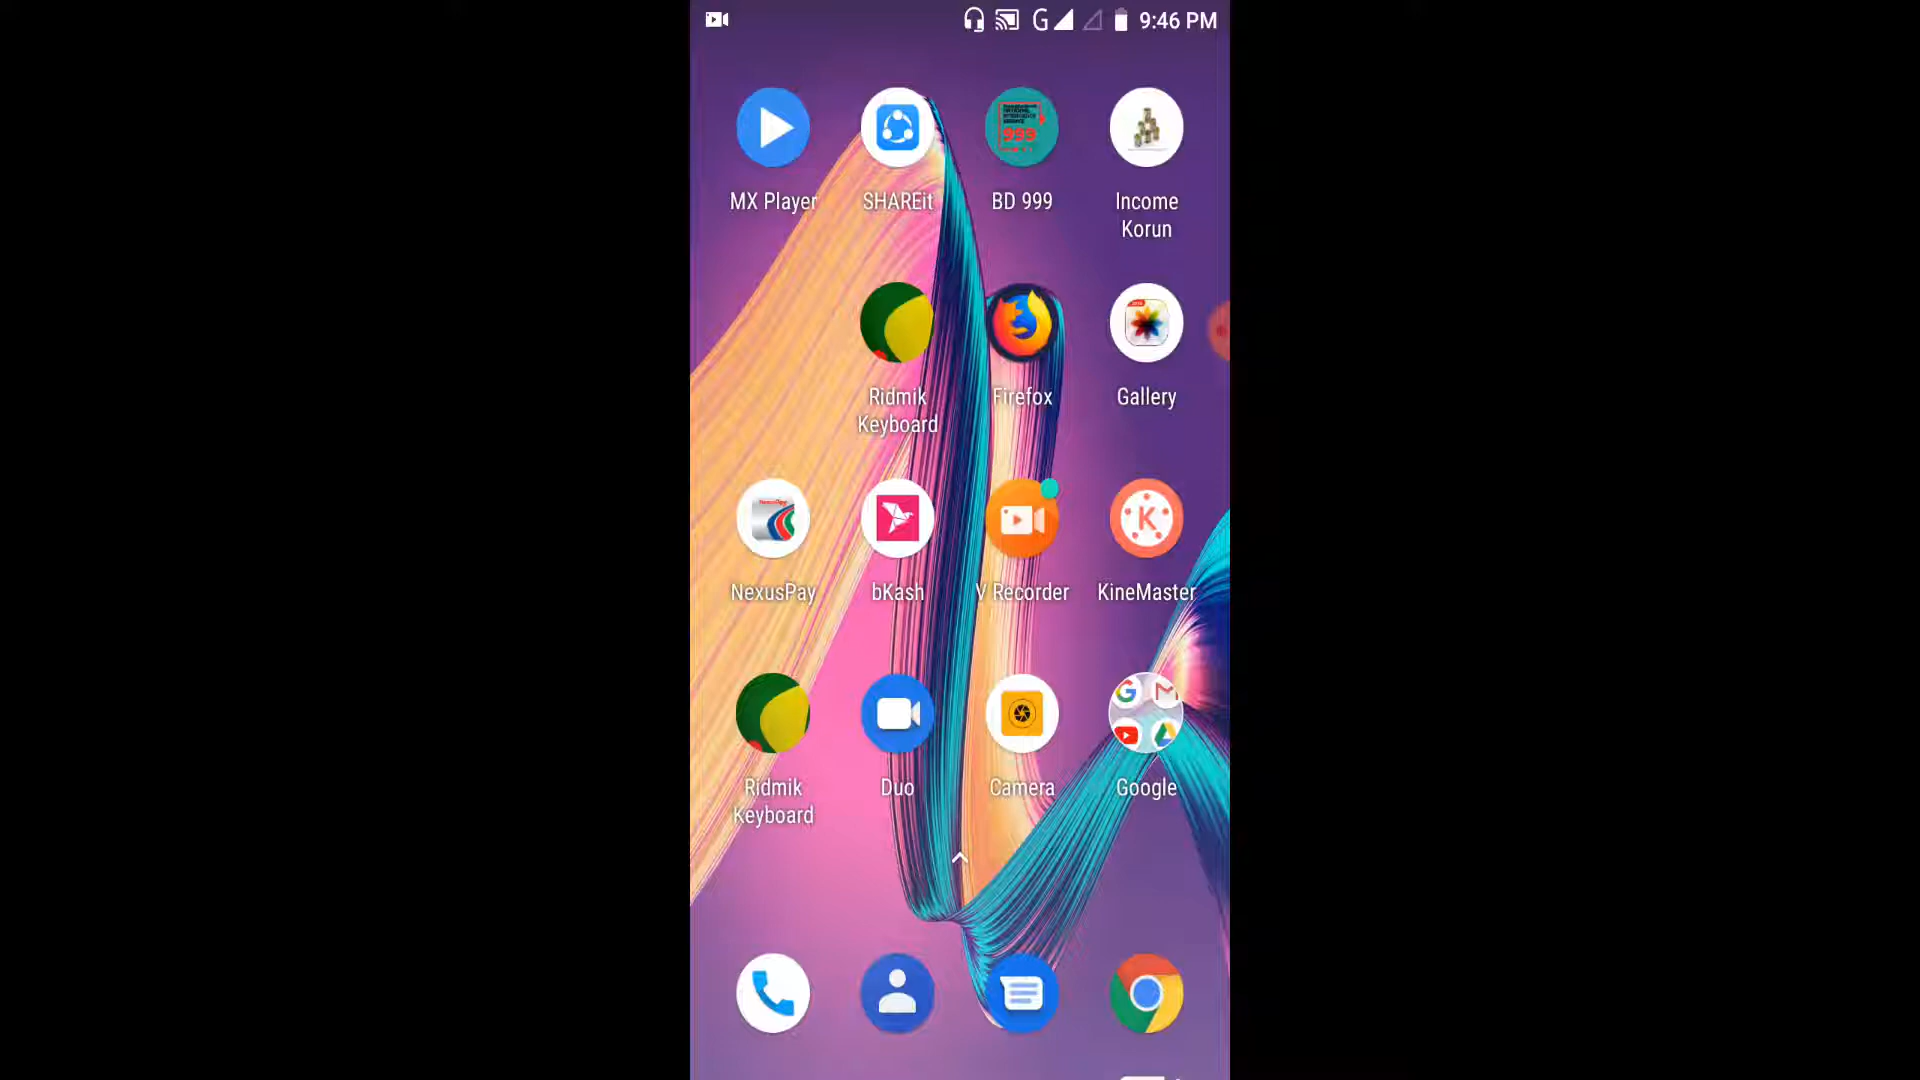 G 9:46 PM
MX Player SHAREit BD 999 Income
Korun
999
Ridmik Firefox Gallery
Keyboard
NexusPay bKash V Recorder KineMaster
Ridmik Duo Camera Google
Keyboard